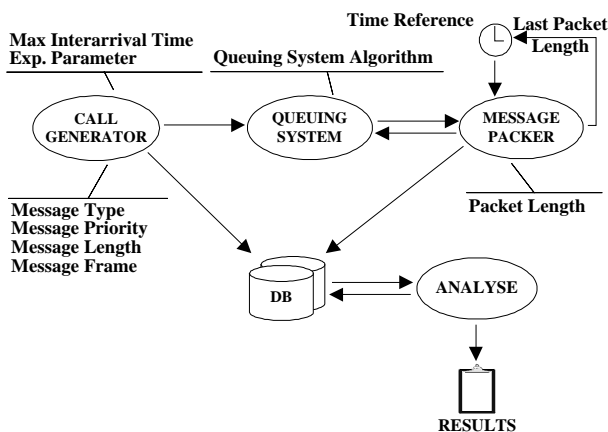 Time Reference
Last Packet
Length
Max Interarrival Time
Exp. Parameter
Queuing System Algorithm
CALL
GENERATOR
QUEUING
SYSTEM
MESSAGE
PACKER
Message Type
Message Priority
Message Length
Message Frame
Packet Length
DB
ANALYSE
RESULTS